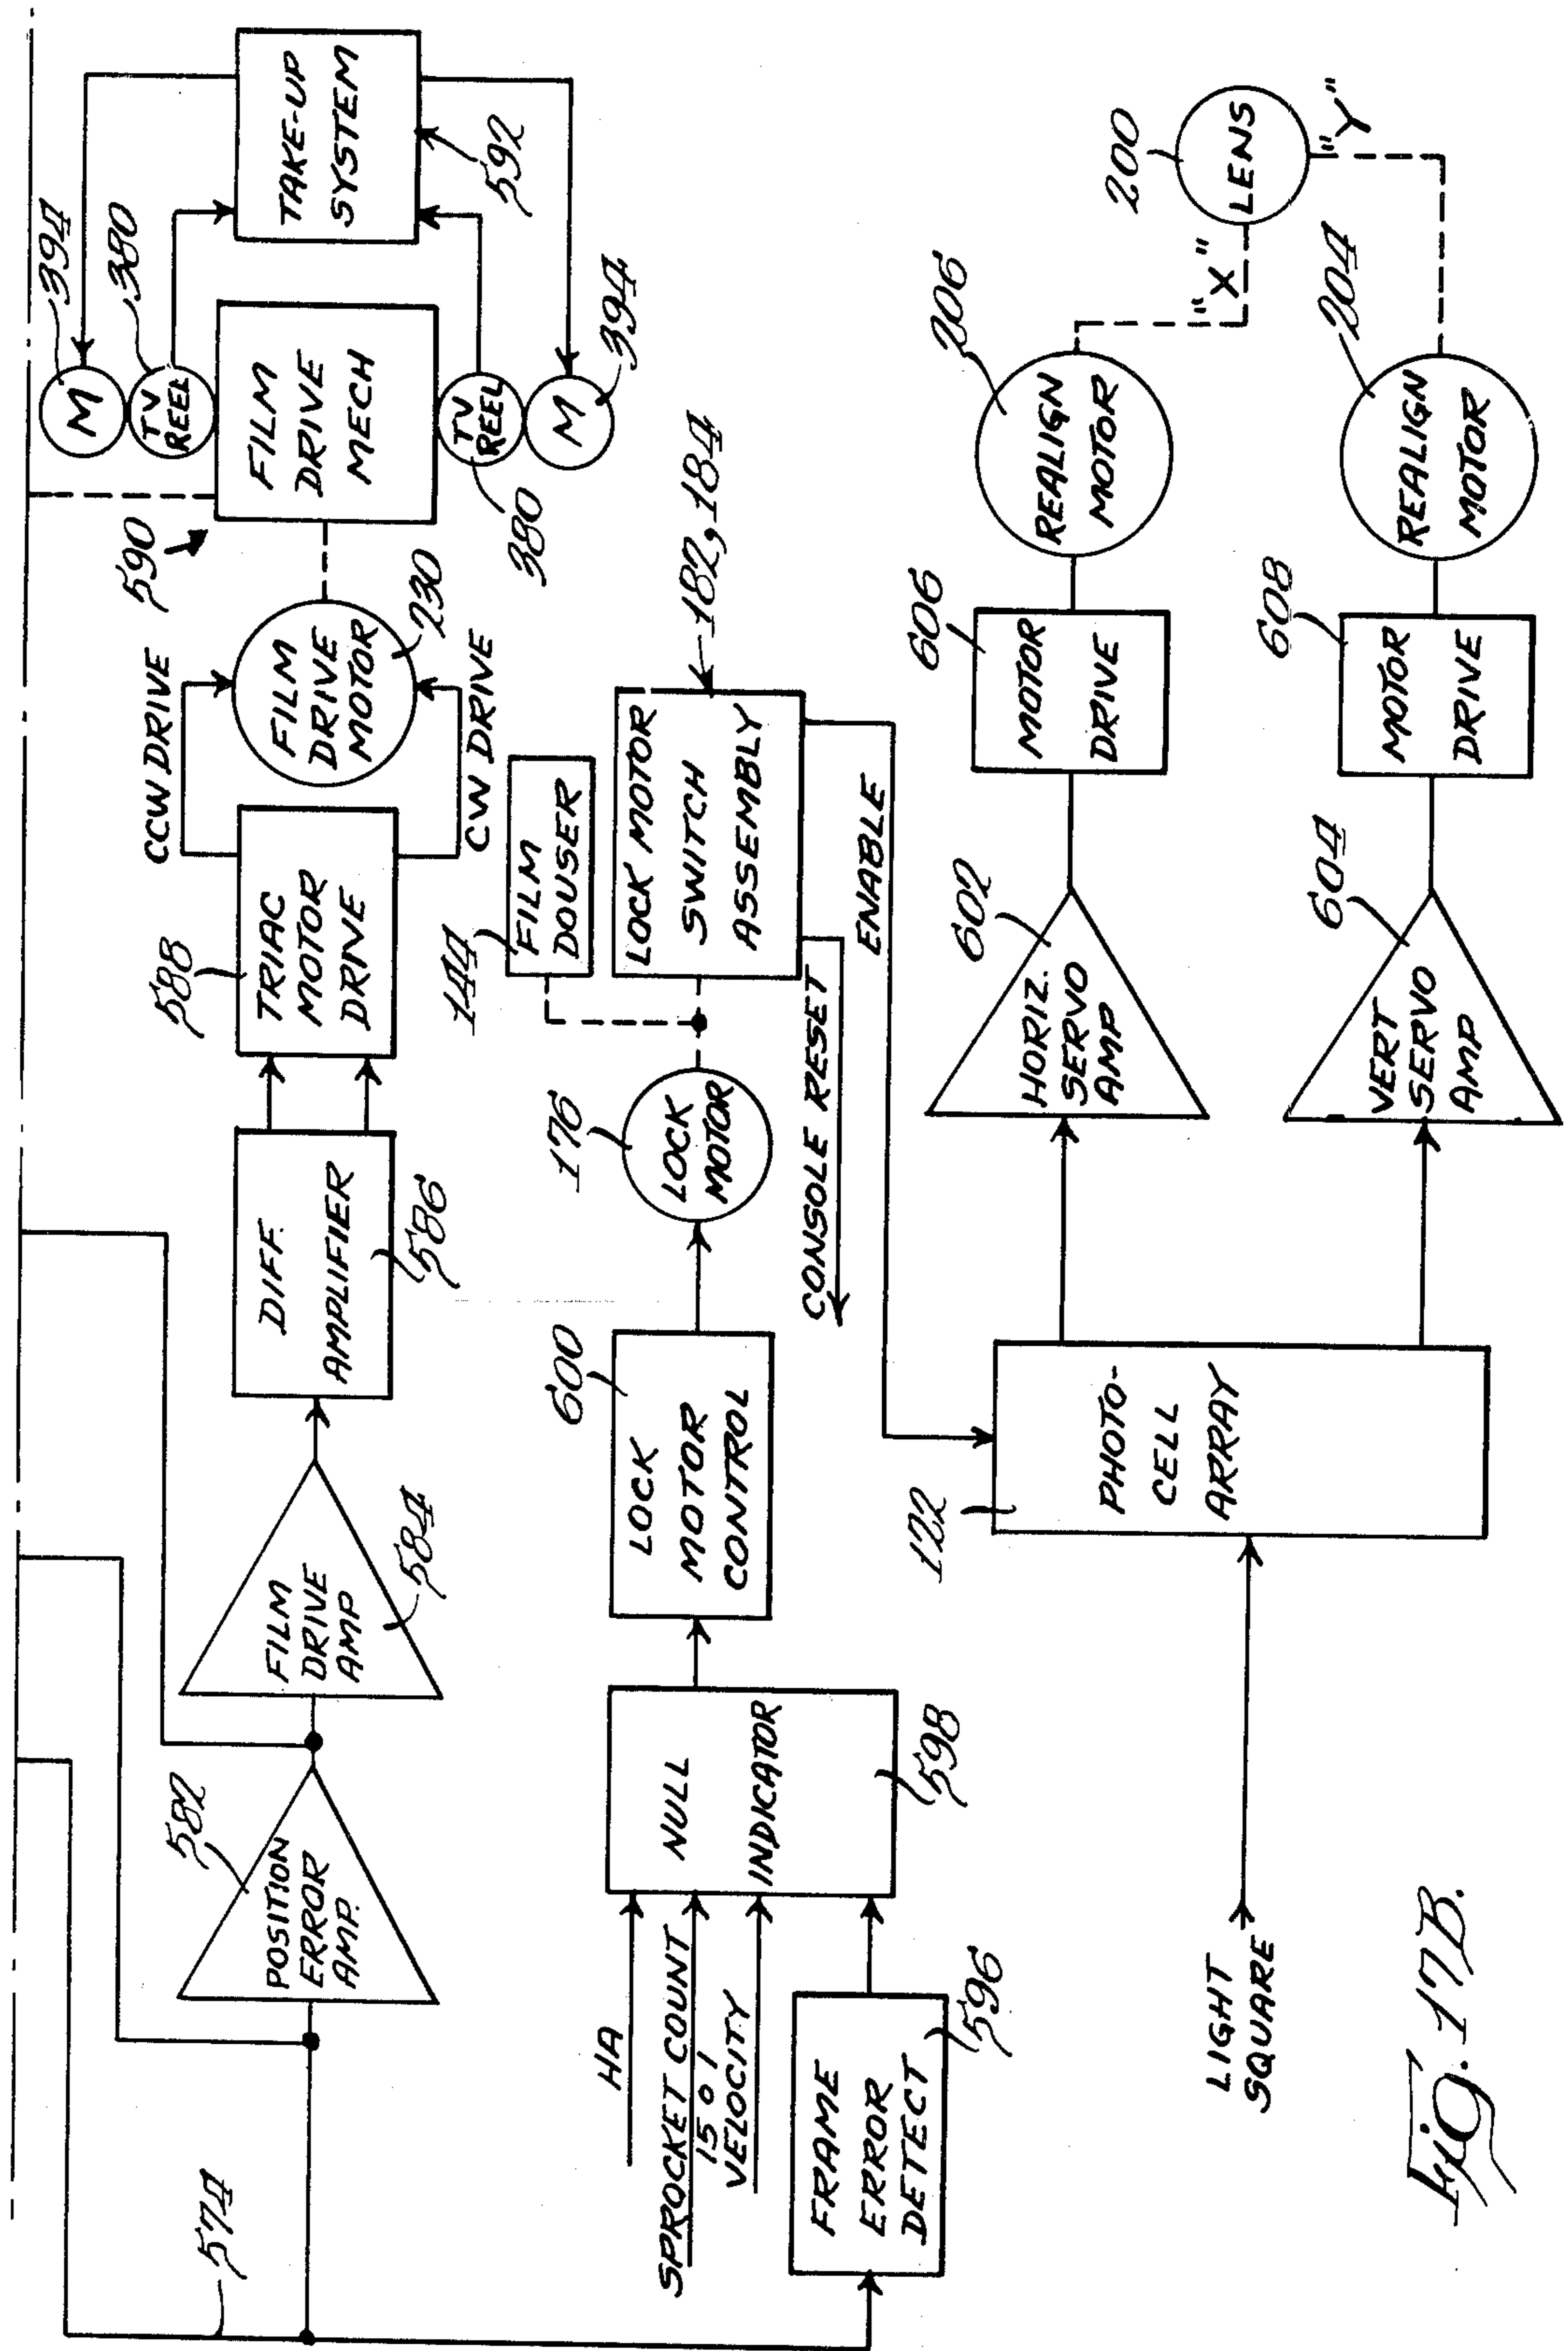 574
582
POSITION
ERROR
AMP.
FILM
DRIVE
AMP
584
DIFF.
AMPLIFIER
586
588
TRIAC
MOTOR
DRIVE
CCW DRIVE
CW DRIVE
FILM
DRIVE
MOTOR
230
590
FILM
DRIVE
MECH
M
394
TV
REEL
380
TV
REEL
380
M
394
TAKE-UP
SYSTEM
592
HA
SPROCKET COUNT
15 0 1
VELOCITY
FRAME
ERROR
DETECT
596
NULL
INDICATOR
598
600
LOCK
MOTOR
CONTROL
176
LOCK
MOTOR
144
FILM
DOUSER
LOCK MOTOR
SWITCH
ASSEMBLY
182, 184
CONSOLE RESET
ENABLE
LIGHT
SQUARE
122
PHOTO-
CELL
ARRAY
602
HORIZ.
SERVO
AMP
606
MOTOR
DRIVE
206
REALIGN
MOTOR
"X"
200
LENS
"Y"
604
VERT
SERVO
AMP
608
MOTOR
DRIVE
204
REALIGN
MOTOR
Fig. 17B.